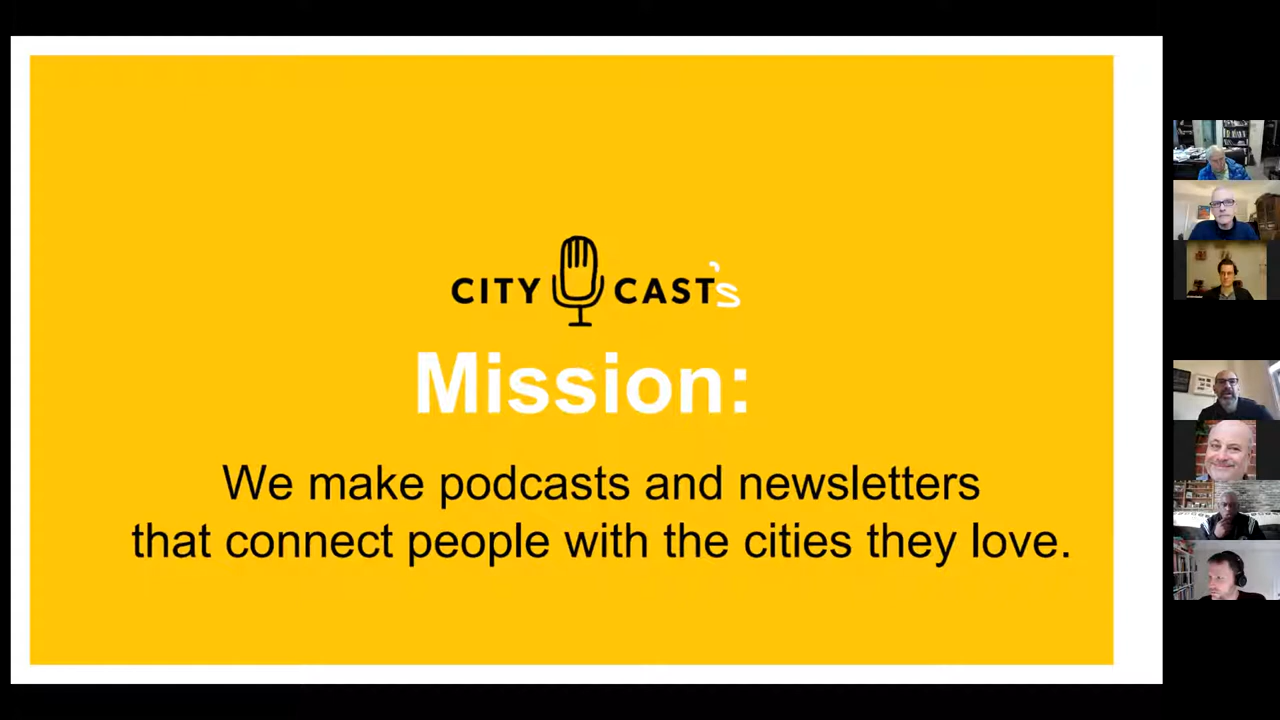 CITY CAST's
Mission:
We make podcasts and newsletters
that connect people with the cities they love.